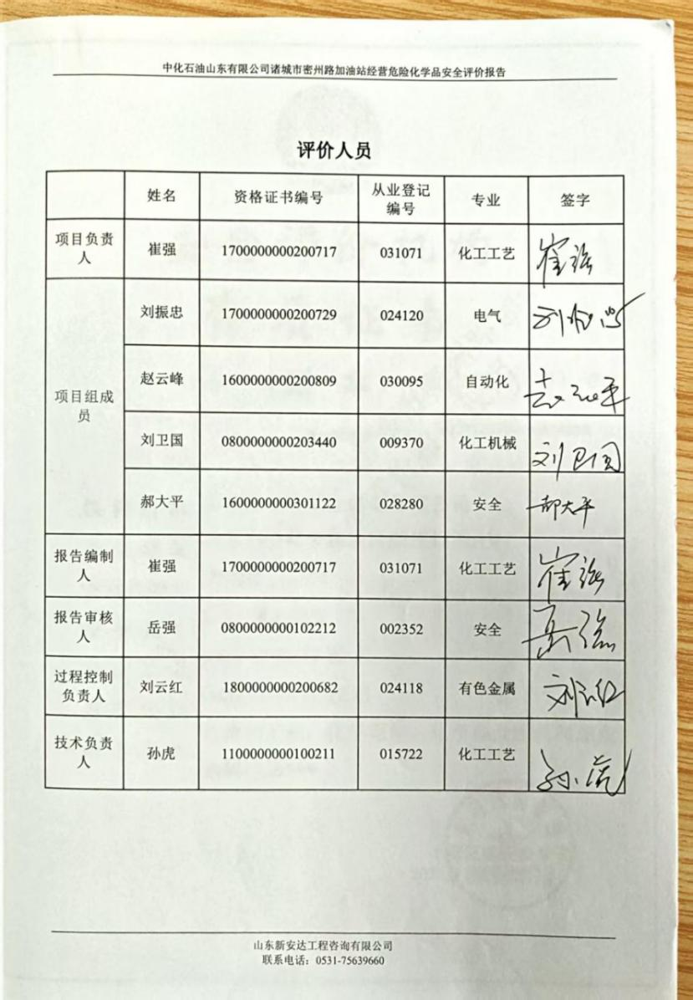 中化石油山东有限公司诸城市密州路加油站经营危险化学品安全评价报告
评价人员
姓名 资格证书编号 从业登记编号 专业 签字
项目负责人 崔强 1700000000200717 031071 化工工艺 崔强
项目组成员 刘振忠 1700000000200729 024120 电气 刘振忠
赵云峰 1600000000200809 030095 自动化 赵云峰
刘卫国 0800000000203440 009370 化工机械 刘卫国
郝大平 1600000000301122 028280 安全 郝大平
报告编制人 崔强 1700000000200717 031071 化工工艺 崔强
报告审核人 岳强 0800000000102212 002352 安全 岳强
过程控制负责人 刘云红 1800000000200682 024118 有色金属 刘云红
技术负责人 孙虎 1100000000100211 015722 化工工艺 孙虎
山东新安达工程咨询有限公司
联系电话：0531-75639660